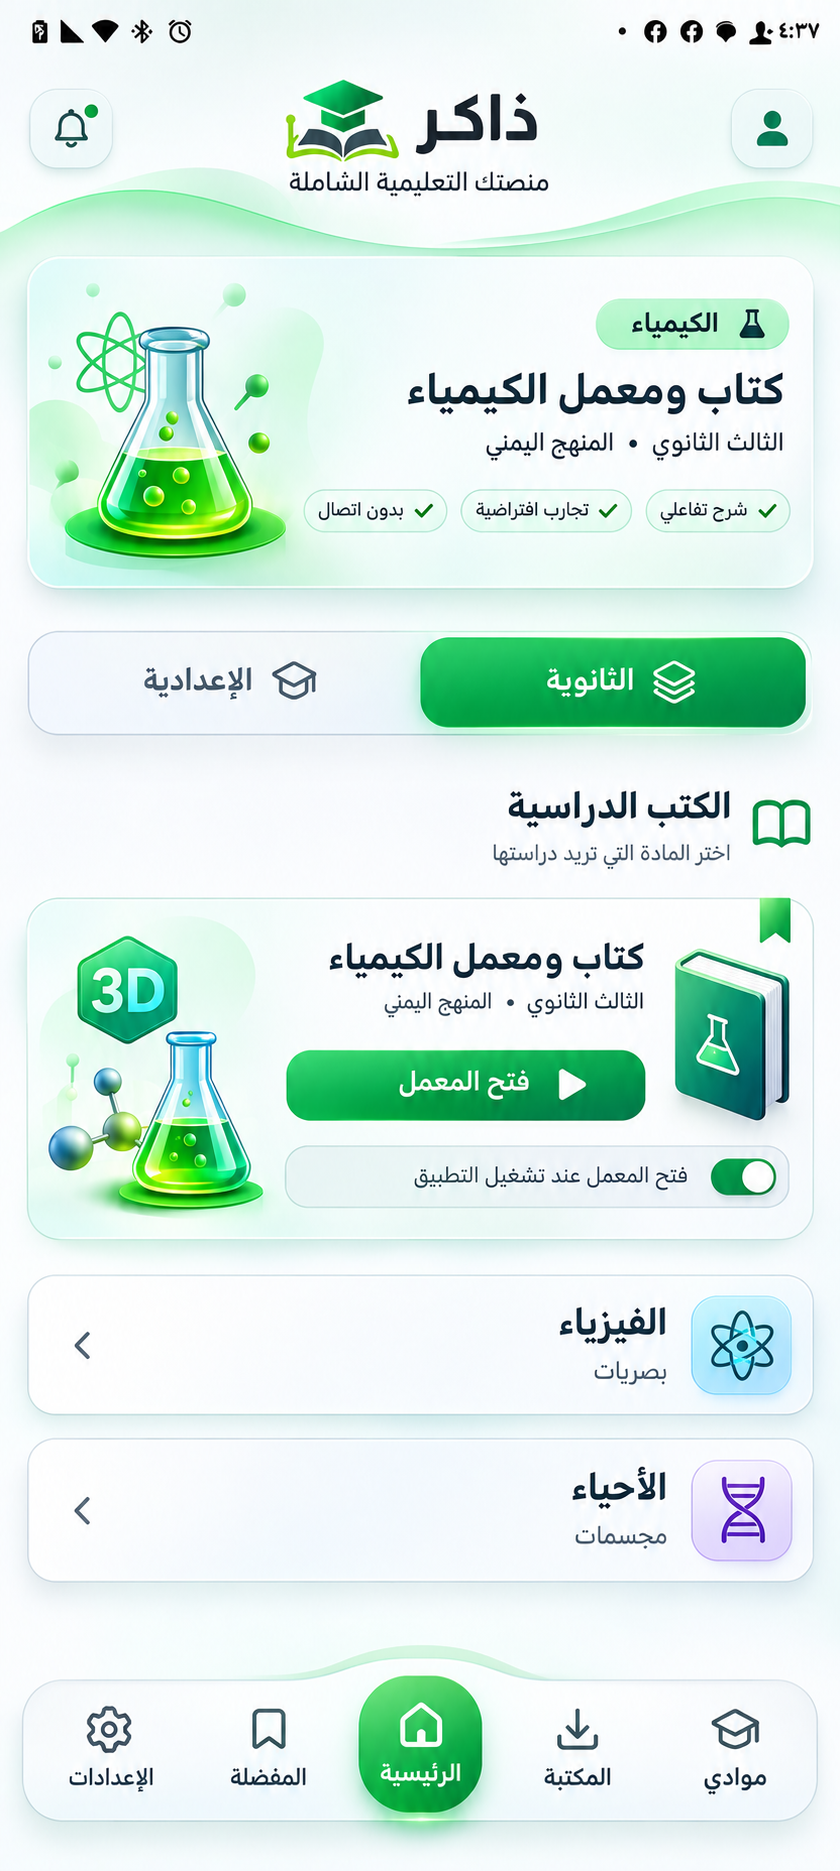 ٤:٣٧
ذاكر
منصتك التعليمية الشاملة
الكيمياء
كتاب ومعمل الكيمياء
الثالث الثانوي • المنهج اليمني
شرح تفاعلي تجارب افتراضية بدون اتصال
الثانوية الإعدادية
الكتب الدراسية
اختر المادة التي تريد دراستها
كتاب ومعمل الكيمياء
الثالث الثانوي • المنهج اليمني
3D
فتح المعمل
فتح المعمل عند تشغيل التطبيق
الفيزياء
بصريات
الأحياء
مجسمات
موادي المكتبة الرئيسية المفضلة الإعدادات